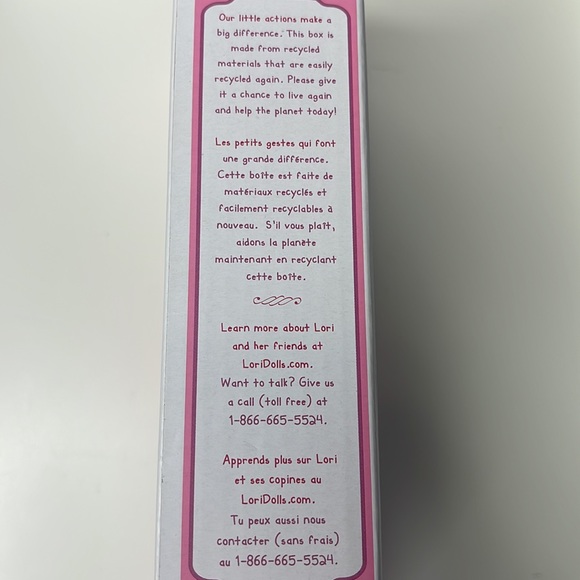 Our little actions make a
big difference. This box is
made from recycled
materials that are easily
recycled again. Please give
it a chance to live again
and help the planet today!
Les petits gestes qui font
une grande différence.
Cette boîte est faite de
matériaux recyclés et
facilement recyclables à
nouveau. S'il vous plaît,
aidons la planète
maintenant en recyclant
cette boîte.
Learn more about Lori
and her friends at
LoriDolls.com.
Want to talk? Give us
a call (toll free) at
1-866-665-5524.
Apprends plus sur Lori
et ses copines au
LoriDolls.com.
Tu peux aussi nous
contacter (sans frais)
au 1-866-665-5524.